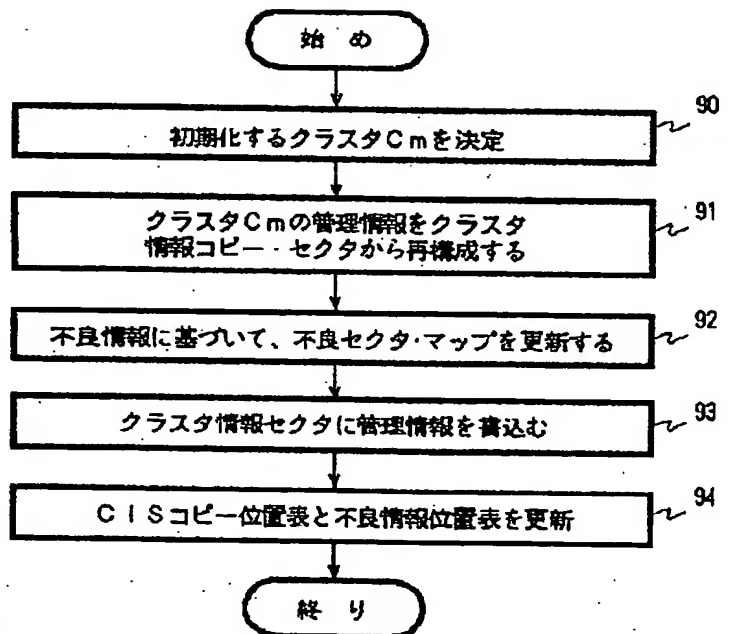 始め
初期化するクラスタCmを決定
90
クラスタCmの管理情報をクラスタ
情報コピー・セクタから再構成する
91
不良情報に基づいて、不良セクタ・マップを更新する
92
クラスタ情報セクタに管理情報を書込む
93
CISコピー位置表と不良情報位置表を更新
94
終り